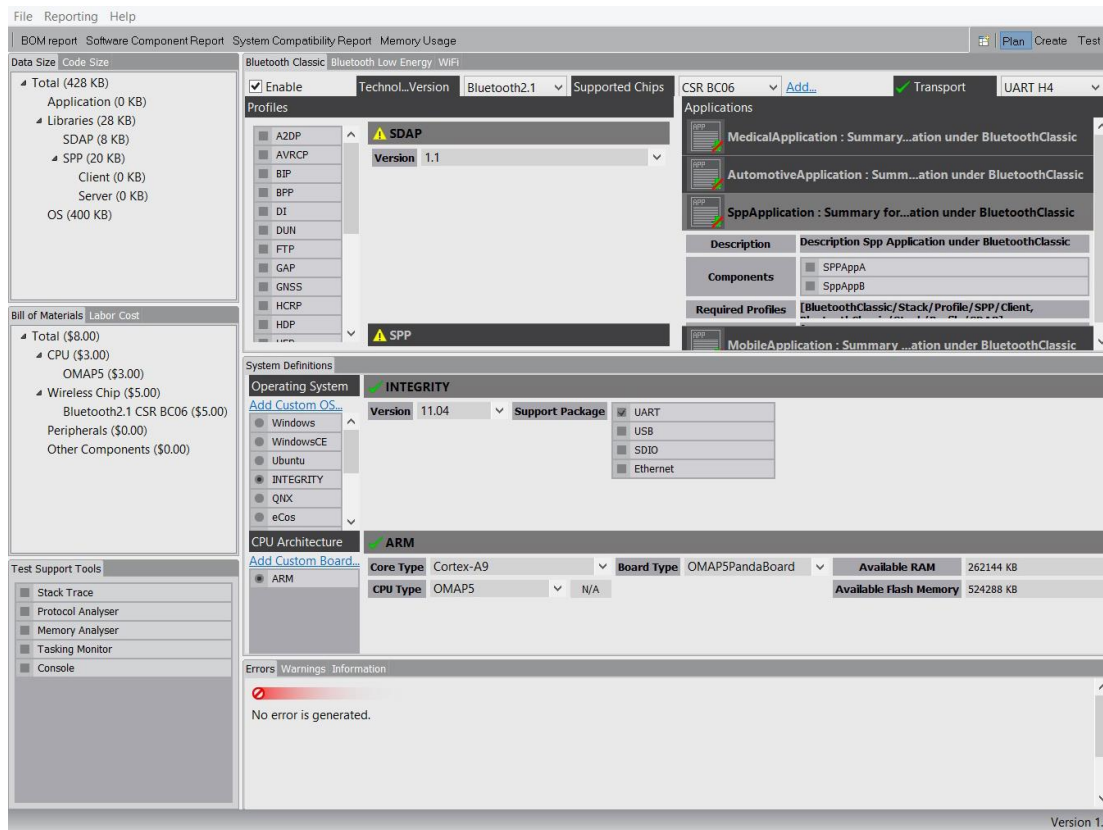 File Reporting Help
BOM report Software Component Report System Compatibility Report Memory Usage
Plan Create Test
Data Size Code Size
Total (428 KB)
Application (0 KB)
Libraries (28 KB)
SDAP (8 KB)
SPP (20 KB)
Client (0 KB)
Server (0 KB)
OS (400 KB)
Bill of Materials Labor Cost
Total ($8.00)
CPU ($3.00)
OMAP5 ($3.00)
Wireless Chip ($5.00)
Bluetooth2.1 CSR BC06 ($5.00)
Peripherals ($0.00)
Other Components ($0.00)
Test Support Tools
Stack Trace
Protocol Analyser
Memory Analyser
Tasking Monitor
Console
Bluetooth Classic Bluetooth Low Energy WiFi
Enable Technol...Version Bluetooth2.1 Supported Chips CSR BC06 Add... Transport UART H4
Profiles
A2DP
AVRCP
BIP
BPP
DI
DUN
FTP
GAP
GNSS
HCRP
HDP
SDAP
Version 1.1
SPP
Applications
APP
MedicalApplication : Summary...ation under BluetoothClassic
APP
AutomotiveApplication : Summ...ation under BluetoothClassic
APP
SppApplication : Summary for...ation under BluetoothClassic
Description Description Spp Application under BluetoothClassic
Components
SPPAppA
SppAppB
Required Profiles [BluetoothClassic/Stack/Profile/SPP/Client,
APP
MobileApplication : Summary ...ation under BluetoothClassic
System Definitions
Operating System
Add Custom OS...
Windows
WindowsCE
Ubuntu
INTEGRITY
QNX
eCos
INTEGRITY
Version 11.04 Support Package
UART
USB
SDIO
Ethernet
CPU Architecture
Add Custom Board...
ARM
ARM
Core Type Cortex-A9 Board Type OMAP5PandaBoard Available RAM 262144 KB
CPU Type OMAP5 N/A Available Flash Memory 524288 KB
Errors Warnings Information
No error is generated.
Version 1.